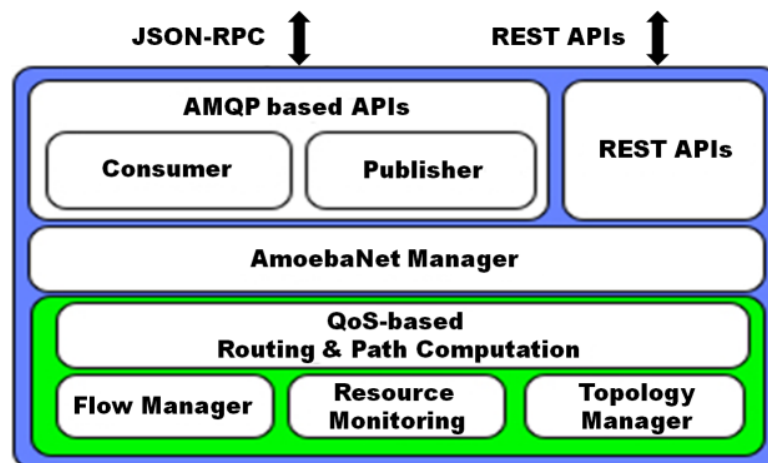 JSON-RPC REST APIs
AMQP based APIs
REST APIs
Consumer Publisher
AmoebaNet Manager
QoS-based
Routing & Path Computation
Flow Manager
Resource
Monitoring
Topology
Manager